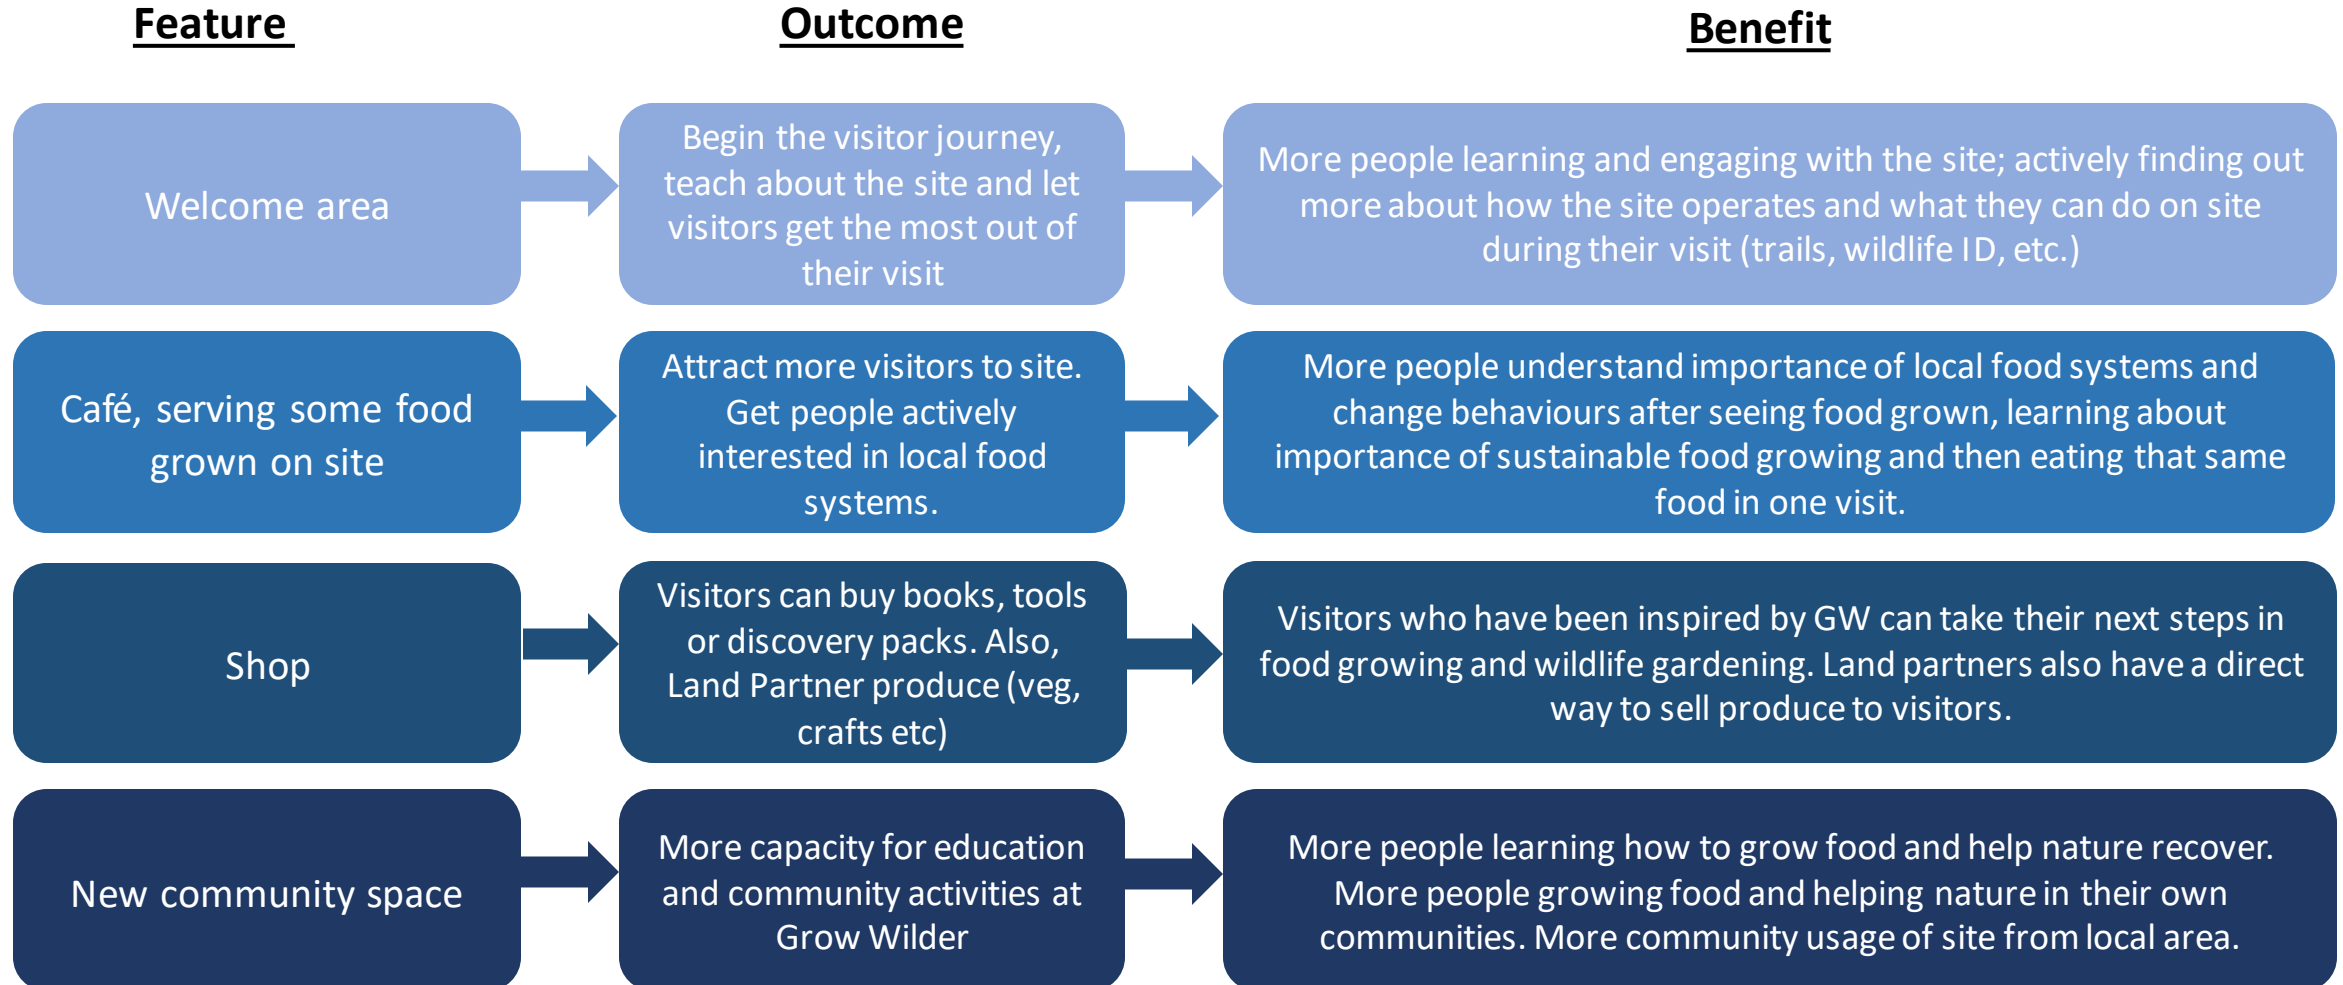 Feature
Outcome
Benefit
Welcome area
Begin the visitor journey,
teach about the site and let
visitors get the most out of
their visit
More people learning and engaging with the site; actively finding out
more about how the site operates and what they can do on site
during their visit (trails, wildlife ID, etc.)
Café, serving some food
grown on site
Attract more visitors to site.
Get people actively
interested in local food
systems.
More people understand importance of local food systems and
change behaviours after seeing food grown, learning about
importance of sustainable food growing and then eating that same
food in one visit.
Shop
Visitors can buy books, tools
or discovery packs. Also,
Land Partner produce (veg,
crafts etc)
Visitors who have been inspired by GW can take their next steps in
food growing and wildlife gardening. Land partners also have a direct
way to sell produce to visitors.
New community space
More capacity for education
and community activities at
Grow Wilder
More people learning how to grow food and help nature recover.
More people growing food and helping nature in their own
communities. More community usage of site from local area.